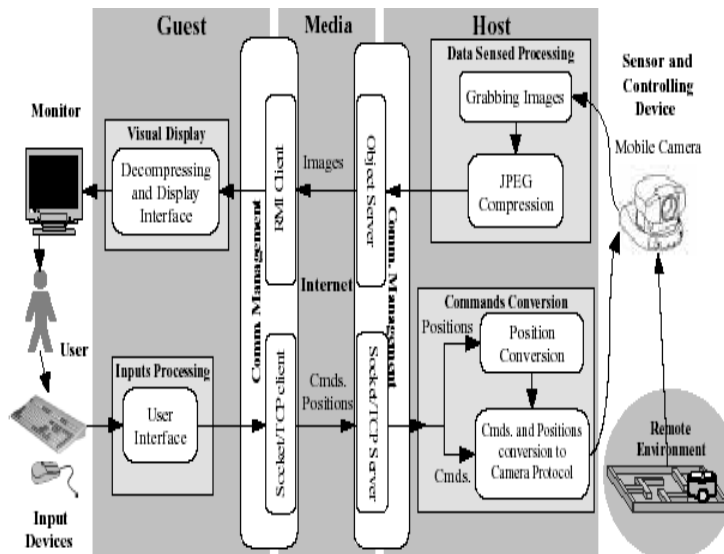 Guest
Media
Host
Monitor
Visual Display
Decompressing
and Display
Interface
User
Inputs Processing
User
Interface
Input
Devices
Comm. Management
RMI Client
Socket/TCP client
Images
Internet
Cmds.
Positions
Object Server
Socket/TCP Server
Comm. Managment
Data Sensed Processing
Grabbing Images
JPEG
Compression
Commands Conversion
Positions
Position
Conversion
Cmds.
Cmds. and Positions
conversion to
Camera Protocol
Sensor and
Controlling
Device
Mobile Camera
Remote
Environment